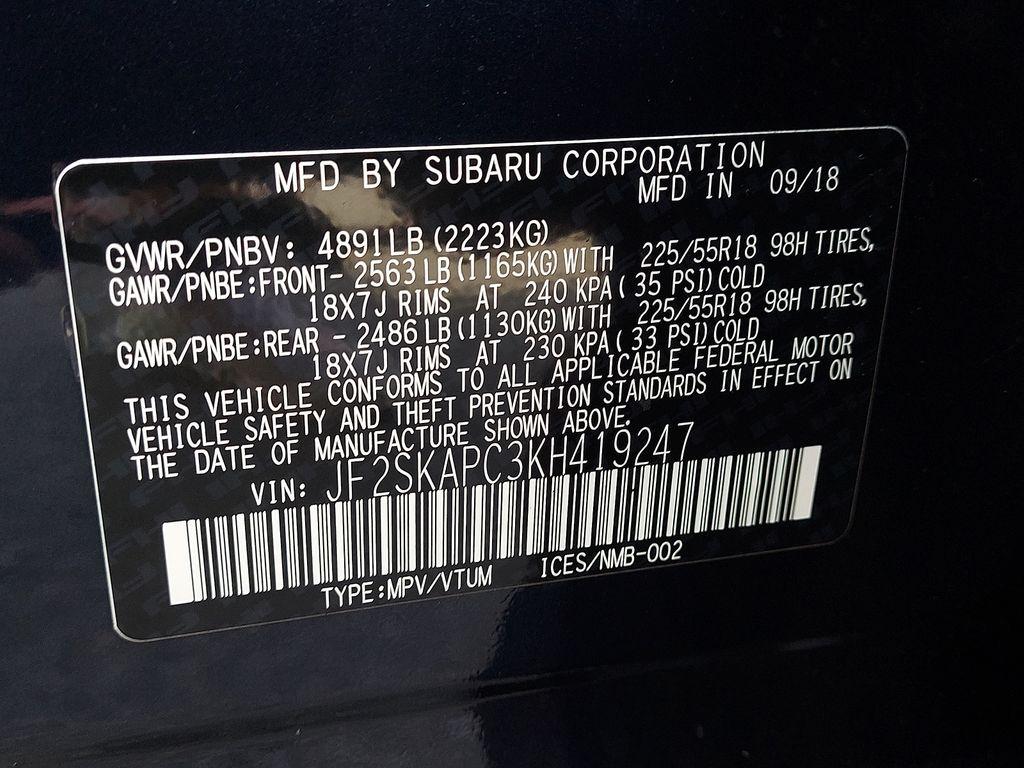 MFD BY SUBARU CORPORATION
MFD IN 09/18
GVWR/PNBV: 4891LB (2223KG)
GAWR/PNBE:FRONT- 2563 LB (1165KG) WITH 225/55R18 98H TIRES,
18X7J RIMS AT 240 KPA ( 35 PSI) COLD
GAWR/PNBE:REAR - 2486 LB (1130KG) WITH 225/55R18 98H TIRES,
18X7J RIMS AT 230 KPA ( 33 PSI) COLD
THIS VEHICLE CONFORMS TO ALL APPLICABLE FEDERAL MOTOR
VEHICLE SAFETY AND THEFT PREVENTION STANDARDS IN EFFECT ON
THE DATE OF MANUFACTURE SHOWN ABOVE.
VIN: JF2SKAPC3KH419247
TYPE:MPV/VTUM ICES/NMB-002